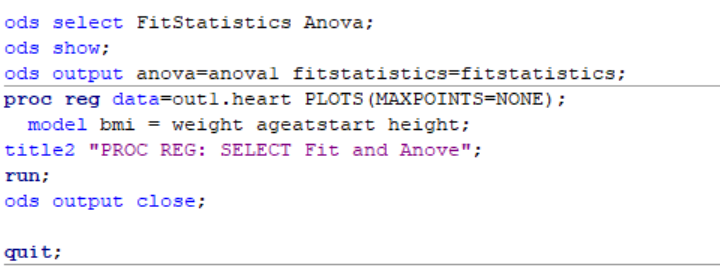 ods select FitStatistics Anova;
ods show;
ods output anova=anova1 fitstatistics=fitstatistics;
proc reg data=out1.heart PLOTS(MAXPOINTS=NONE);
model bmi = weight ageatstart height;
title2 "PROC REG: SELECT Fit and Anove";
run;
ods output close;
quit;